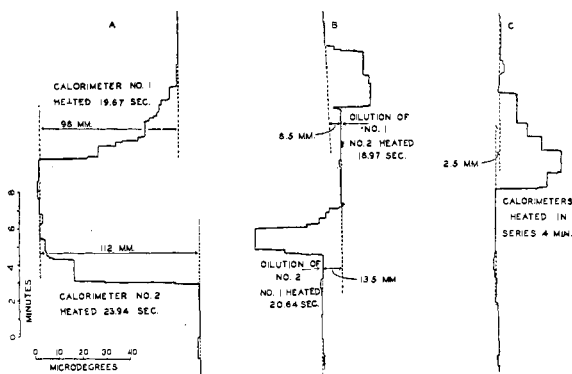 A
CALORIMETER NO. 1
HEATED 19.67 SEC.
98 MM.
112 MM.
CALORIMETER NO. 2
HEATED 23.94 SEC.
8
6
4
2
0
MINUTES
0 10 20 40
MICRODEGREES
B
8.5 MM.
DILUTION OF
NO. 1
NO. 2 HEATED
18.97 SEC.
DILUTION OF
NO. 2
NO. 1 HEATED
20.64 SEC.
13.5 MM
C
2.5 MM.
CALORIMETERS
HEATED IN
SERIES 4 MIN.